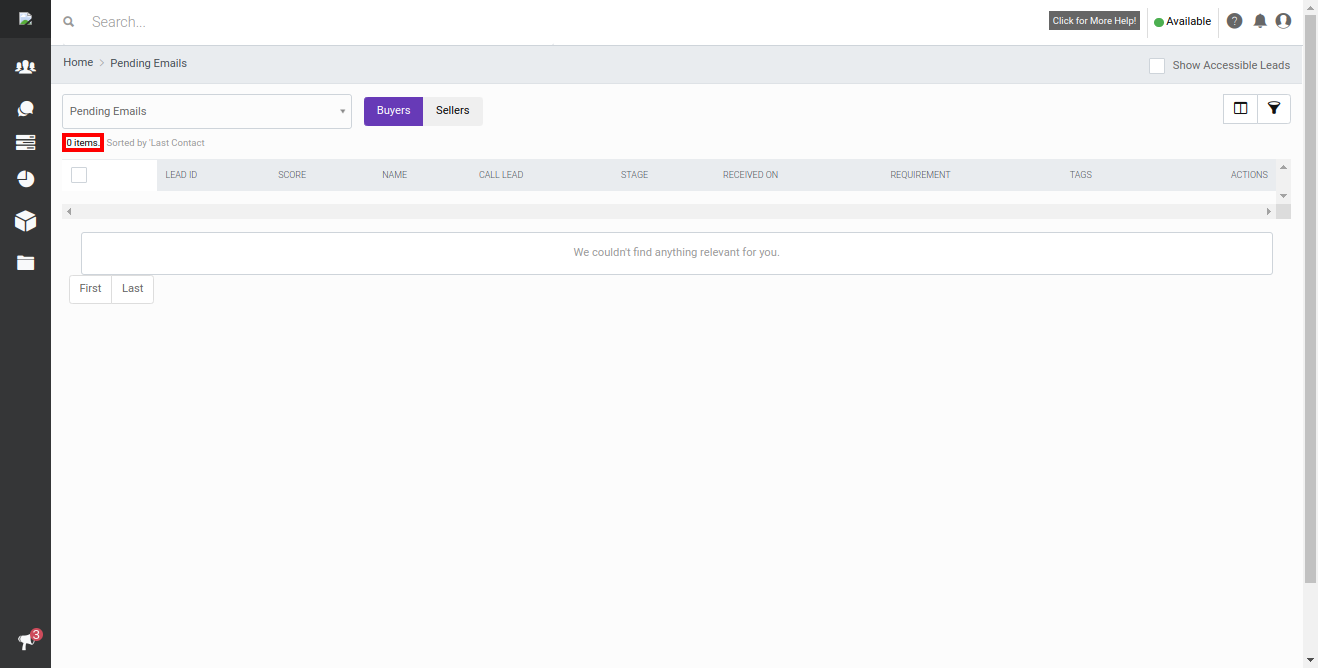 Search...
Click for More Help!
Available
?
Home > Pending Emails
Show Accessible Leads
Pending Emails
Buyers
Sellers
0 items. Sorted by 'Last Contact
LEAD ID SCORE NAME CALL LEAD STAGE RECEIVED ON REQUIREMENT TAGS ACTIONS
We couldn't find anything relevant for you.
First Last
3